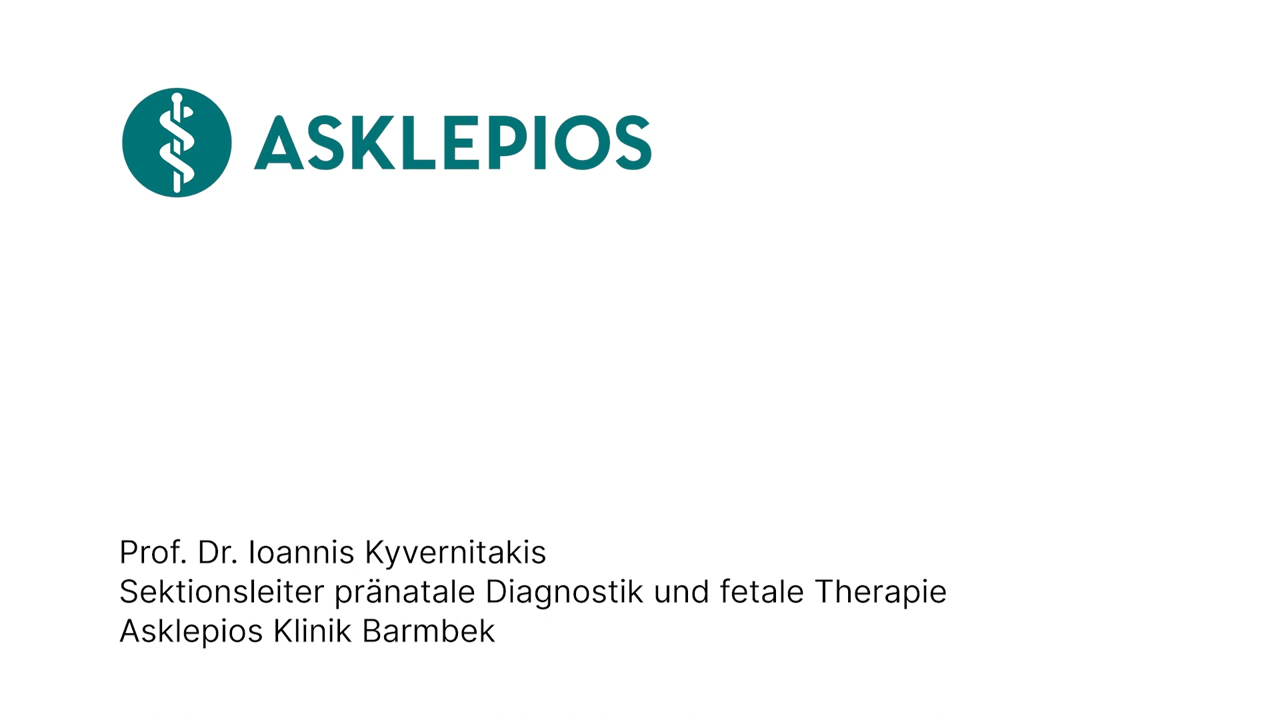 ASKLEPIOS
Prof. Dr. Ioannis Kyvernitakis
Sektionsleiter pränatale Diagnostik und fetale Therapie
Asklepios Klinik Barmbek